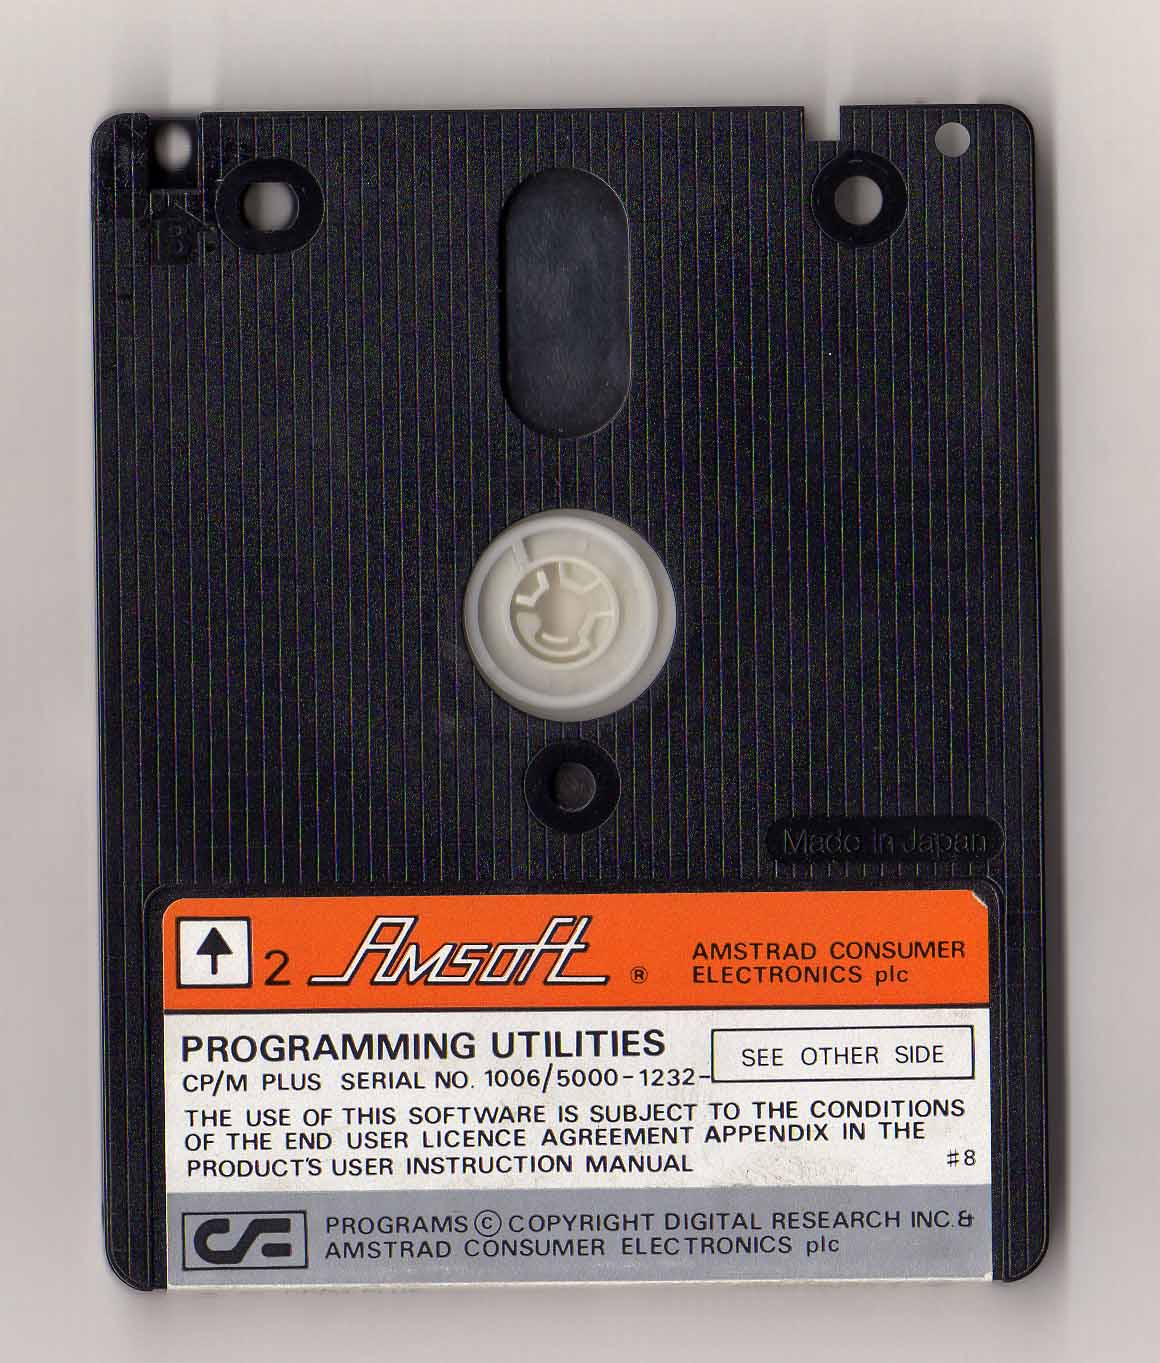 B
Made in Japan
2 Amsoft ® AMSTRAD CONSUMER
ELECTRONICS plc
PROGRAMMING UTILITIES
SEE OTHER SIDE
CP/M PLUS SERIAL NO. 1006/5000-1232-
THE USE OF THIS SOFTWARE IS SUBJECT TO THE CONDITIONS
OF THE END USER LICENCE AGREEMENT APPENDIX IN THE
PRODUCT'S USER INSTRUCTION MANUAL
#8
CF
PROGRAMS © COPYRIGHT DIGITAL RESEARCH INC. &
AMSTRAD CONSUMER ELECTRONICS plc